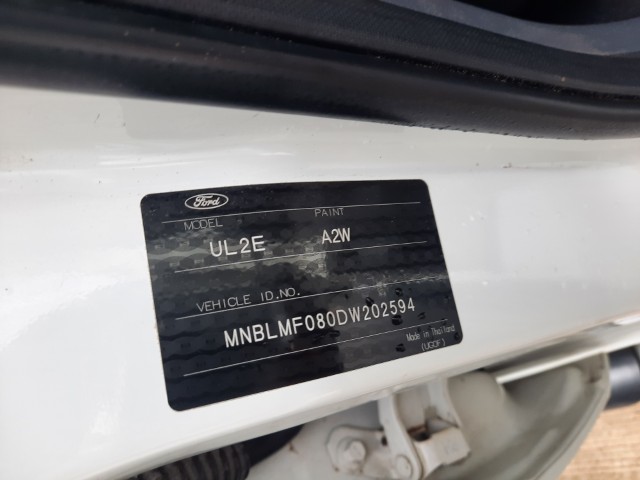 Ford
MODEL PAINT
UL2E A2W
VEHICLE ID.NO.
MNBLMF080DW202594
Made in Thailand
(UGOF)